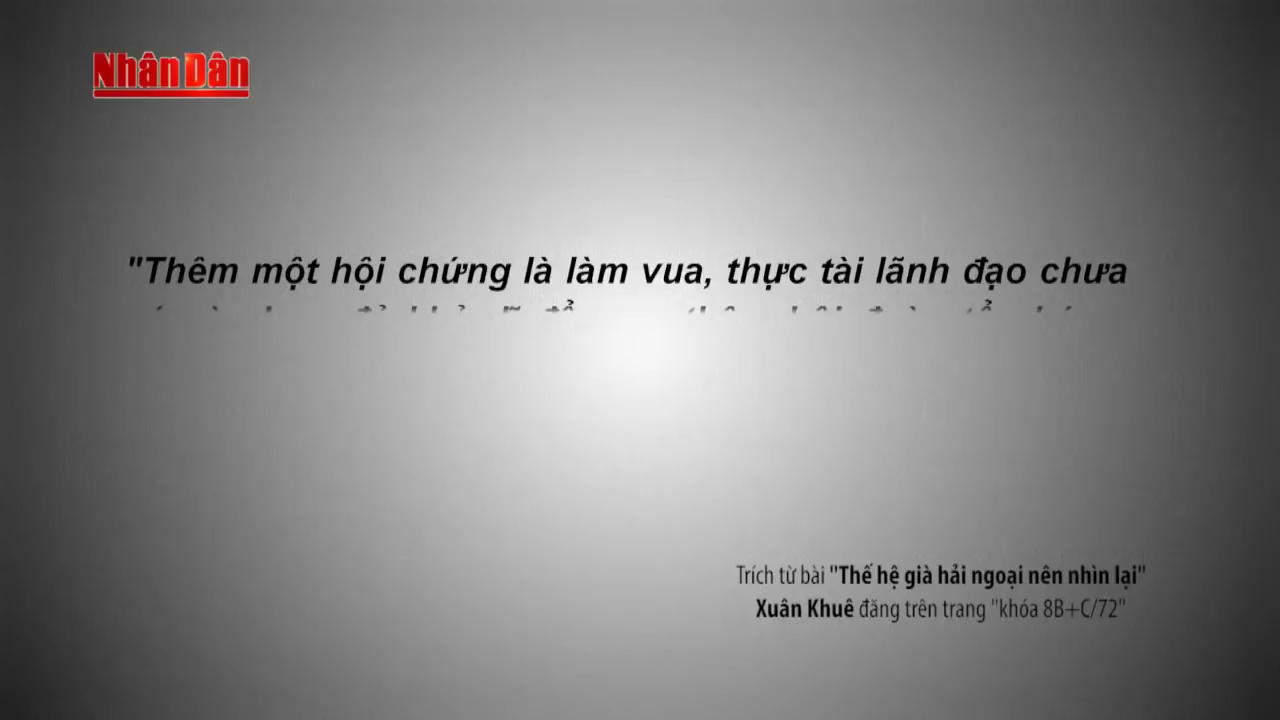 Nhân Dân
"Thêm một hội chứng là làm vua, thực tài lãnh đạo chưa
Trích từ bài "Thế hệ già hải ngoại nên nhìn lại"
Xuân Khuê đăng trên trang "khóa 8B+C/72"